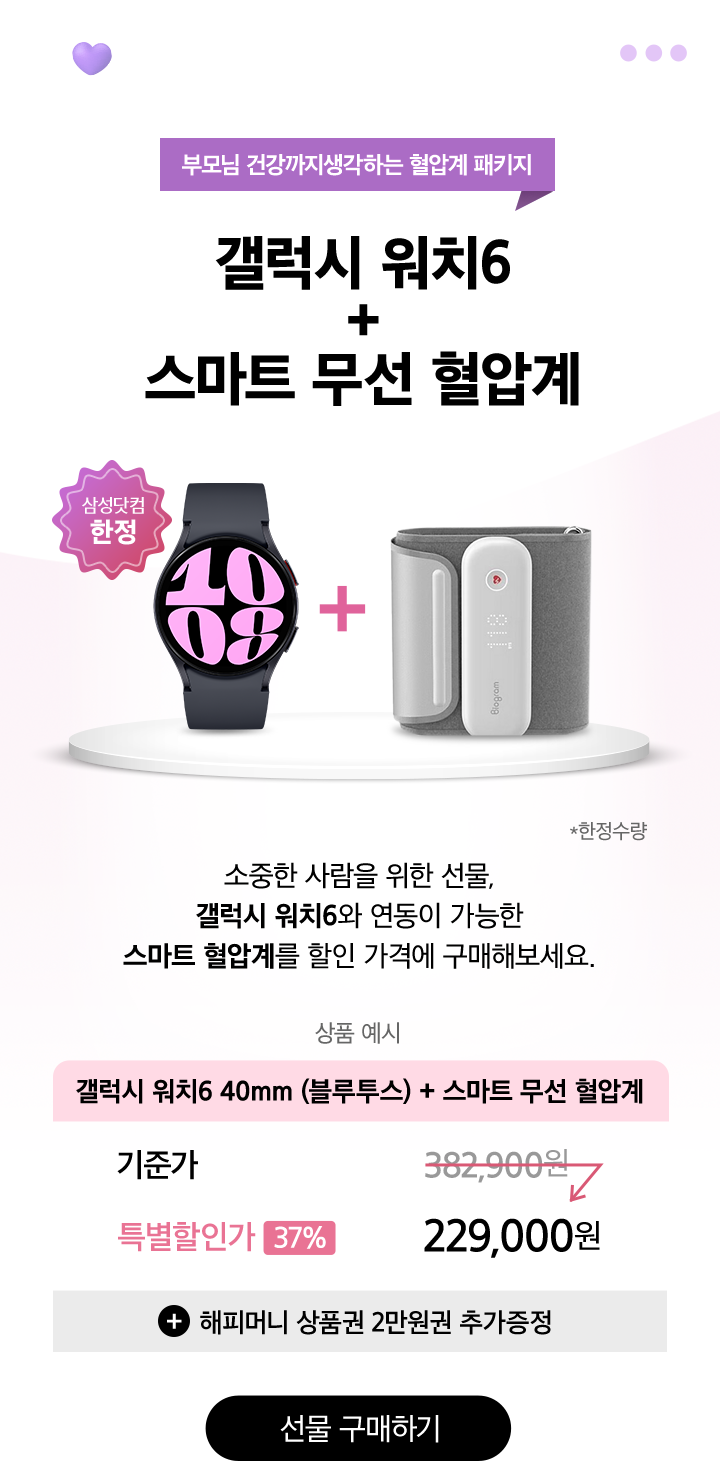 부모님 건강까지생각하는 혈압계 패키지
갤럭시 워치6
+
스마트 무선 혈압계
삼성닷컴
한정
10
08
+
118
Biogram
*한정수량
소중한 사람을 위한 선물,
갤럭시 워치6와 연동이 가능한
스마트 혈압계를 할인 가격에 구매해보세요.
상품 예시
갤럭시 워치6 40mm (블루투스) + 스마트 무선 혈압계
기준가 382,900원
특별할인가 37% 229,000원
+ 해피머니 상품권 2만원권 추가증정
선물 구매하기